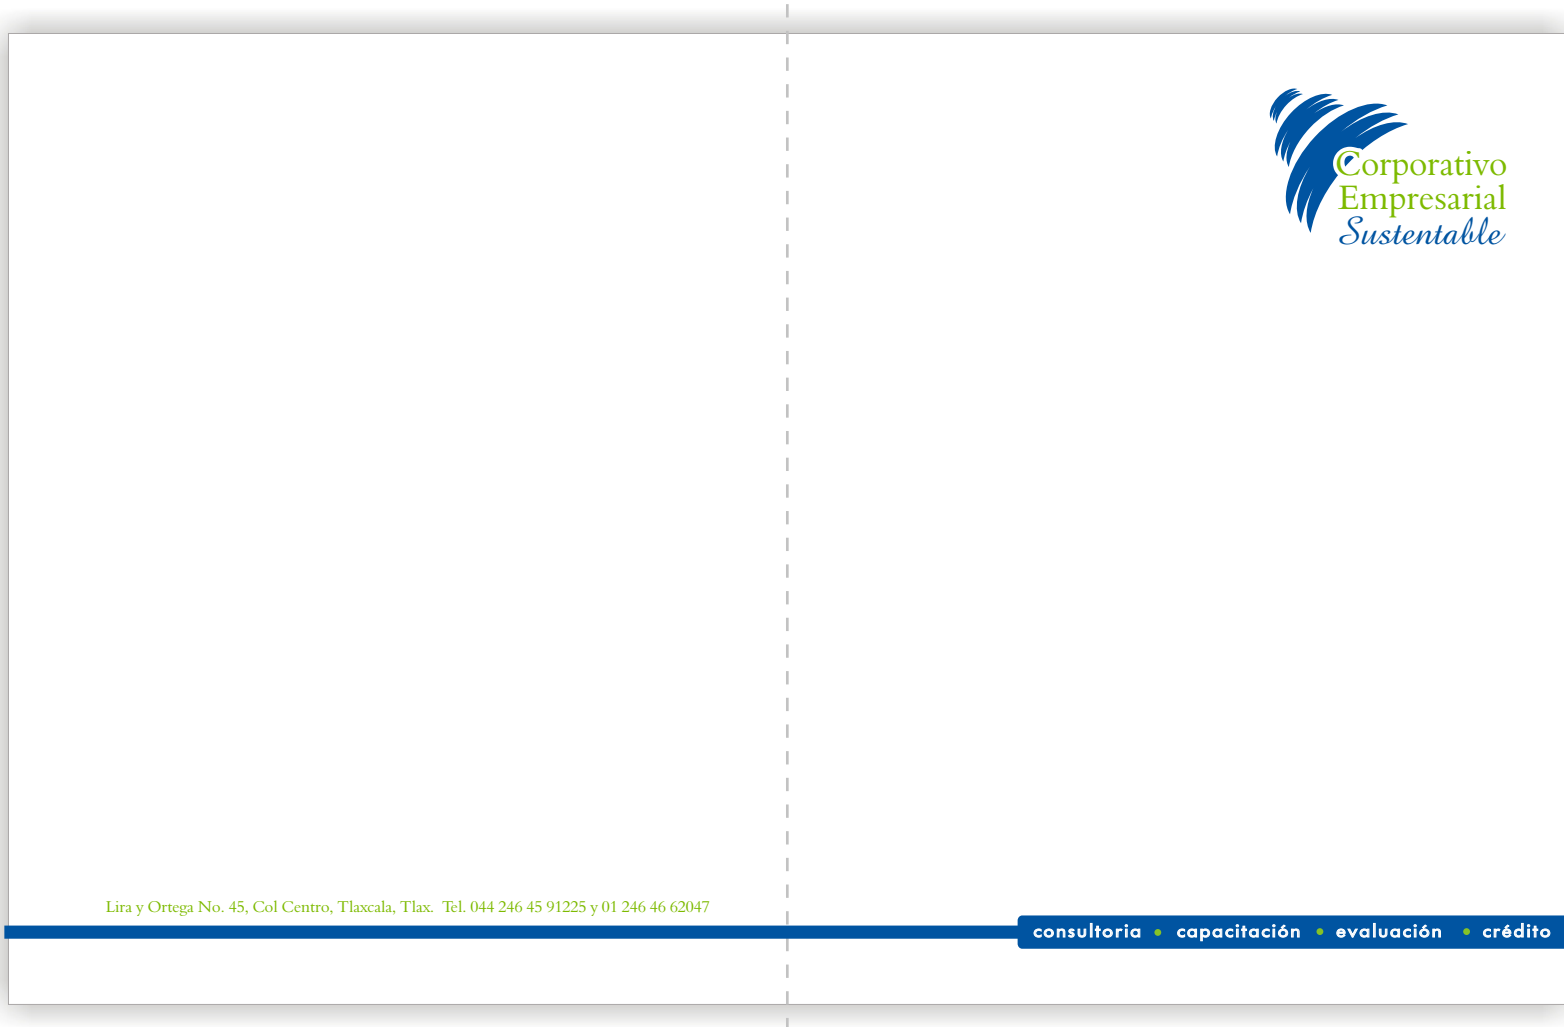 Corporativo
Empresarial
Sustentable
Lira y Ortega No. 45, Col Centro, Tlaxcala, Tlax. Tel. 044 246 45 91225 y 01 246 46 62047
consultoria • capacitación • evaluación • crédito